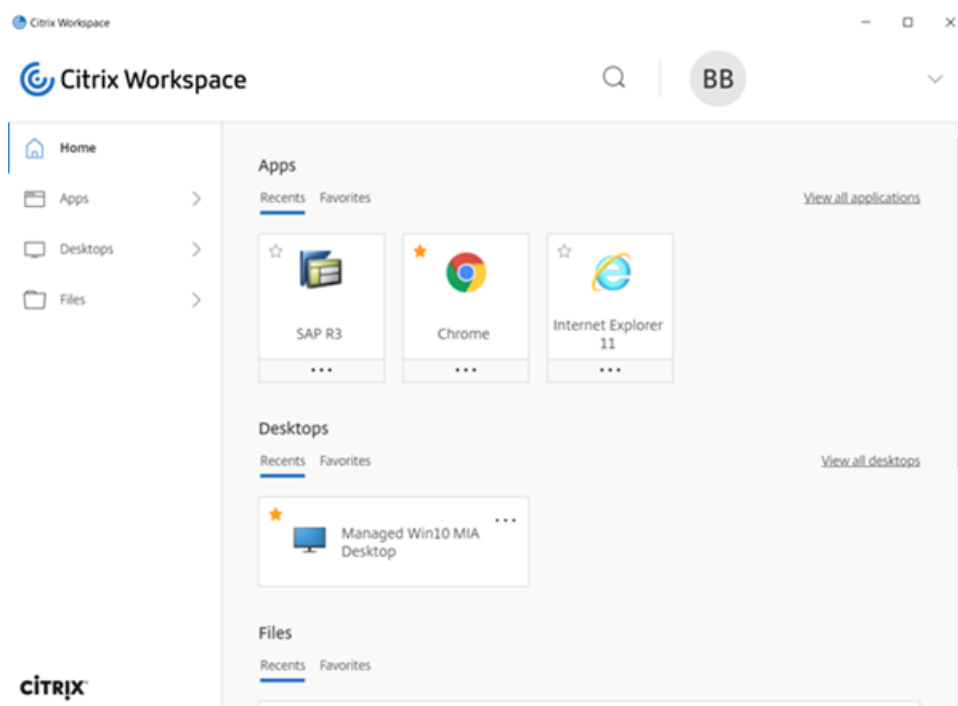 Citrix Workspace
Citrix Workspace
BB
Home
Apps
Desktops
Files
Apps
Recents Favorites View all applications
SAP R3
Chrome
Internet Explorer
11
Desktops
Recents Favorites View all desktops
Managed Win10 MIA
Desktop
Files
Recents Favorites
CITRIX